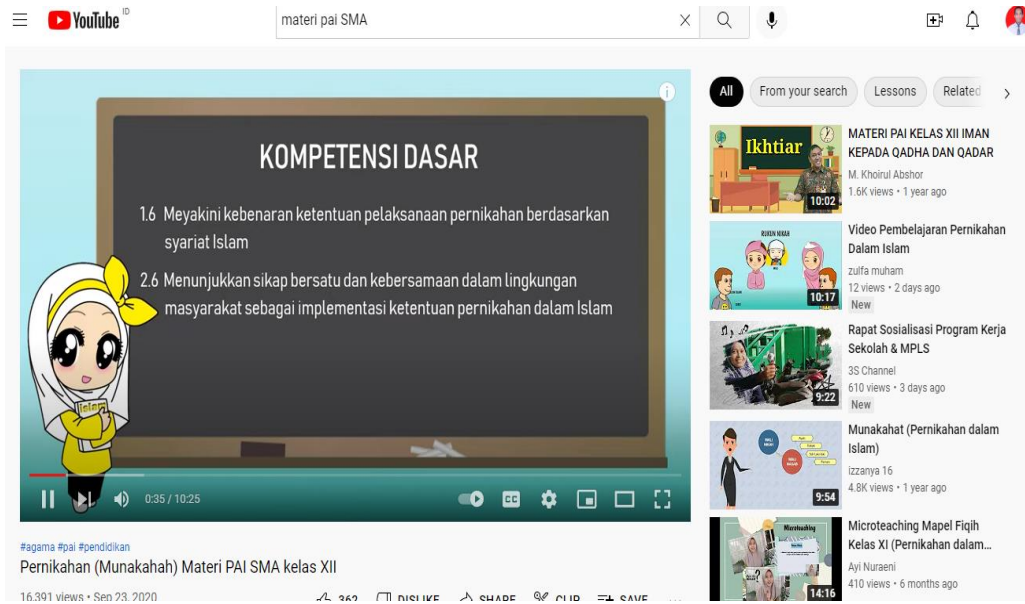 YouTube ID
materi pai SMA
KOMPETENSI DASAR
1.6 Meyakini kebenaran ketentuan pelaksanaan pernikahan berdasarkan
syariat Islam
2.6 Menunjukkan sikap bersatu dan kebersamaan dalam lingkungan
masyarakat sebagai implementasi ketentuan pernikahan dalam Islam
islam
0:35 / 10:25
CC
#agama #pai #pendidikan
Pernikahan (Munakahah) Materi PAI SMA kelas XII
16,391 views • Sep 23, 2020
362 DISLIKE SHARE CLIP SAVE
All From your search Lessons Related
Ikhtiar
10:02
MATERI PAI KELAS XII IMAN
KEPADA QADHA DAN QADAR
M. Khoirul Abshor
1.6K views • 1 year ago
RUKUN NIKAH
10:17
Video Pembelajaran Pernikahan
Dalam Islam
zulfa muham
12 views • 2 days ago
New
9:22
Rapat Sosialisasi Program Kerja
Sekolah & MPLS
3S Channel
610 views • 3 days ago
New
9:54
Munakahat (Pernikahan dalam
Islam)
izzanya 16
4.8K views • 1 year ago
Microteaching
14:16
Microteaching Mapel Fiqih
Kelas XI (Pernikahan dalam...
Ayi Nuraeni
410 views • 6 months ago